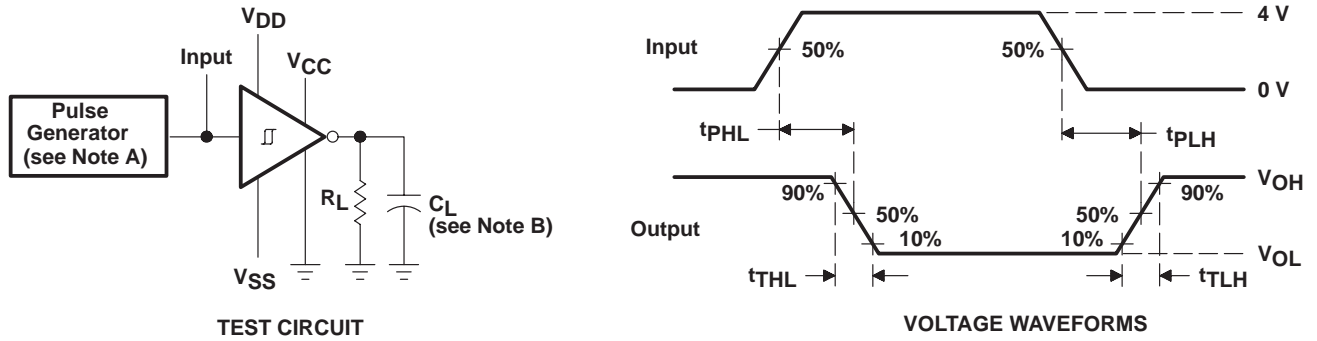 VDD
Input
VCC
Pulse
Generator
(see Note A)
RL
CL
(see Note B)
VSS
TEST CIRCUIT
4 V
Input
50%
50%
0 V
tPHL
tPLH
90%
VOH
90%
50%
50%
Output
10%
10%
VOL
tTHL
tTLH
VOLTAGE WAVEFORMS